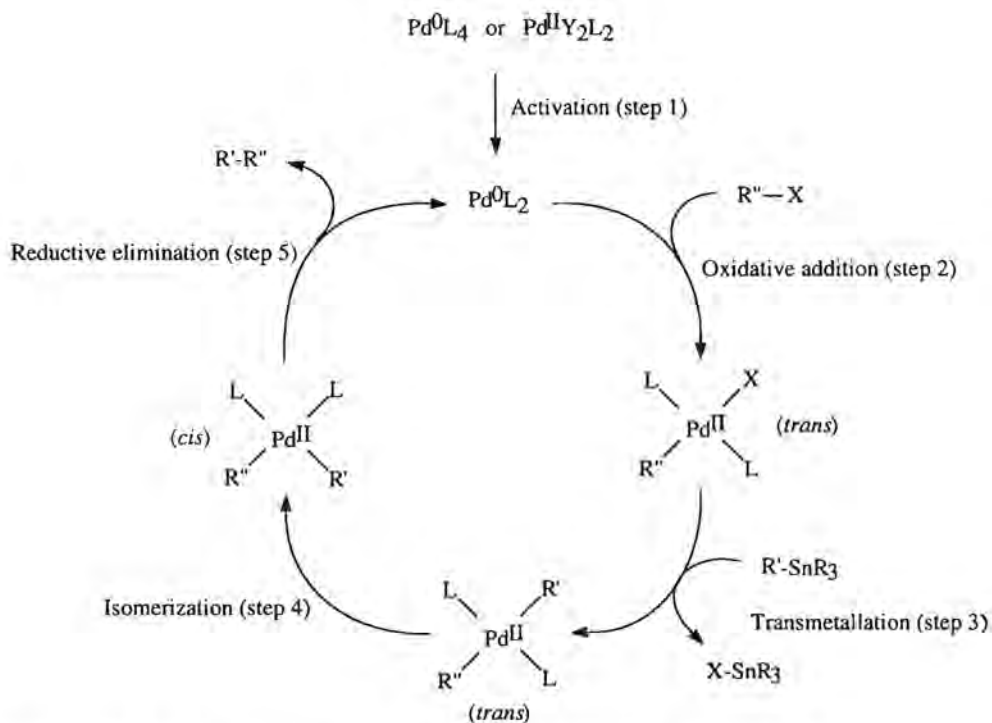 Pd⁰L₄ or PdᴵᴵY₂L₂
Activation (step 1)
R'-R"
Pd⁰L₂
R"—X
Reductive elimination (step 5)
Oxidative addition (step 2)
L L
(cis) Pdᴵᴵ
R" R'
L X
Pdᴵᴵ (trans)
R" L
R'-SnR₃
Isomerization (step 4)
Transmetallation (step 3)
X-SnR₃
L R'
Pdᴵᴵ
R" L
(trans)